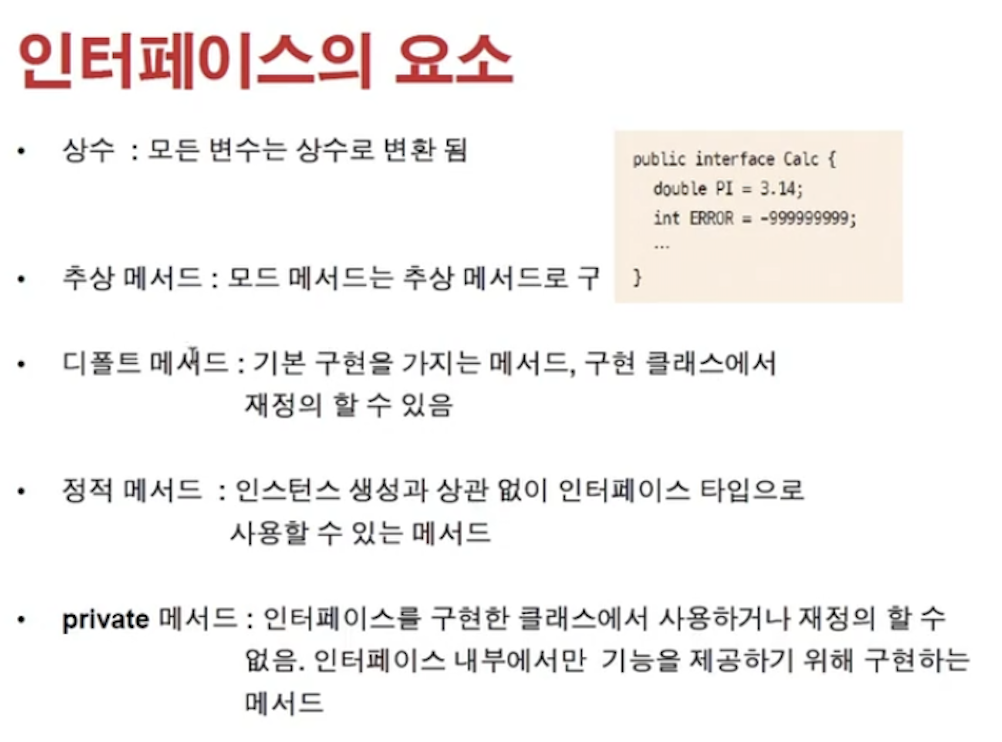 인터페이스의 요소
• 상수 : 모든 변수는 상수로 변환 됨
public interface Calc {
double PI = 3.14;
int ERROR = -999999999;
...
}
• 추상 메서드 : 모드 메서드는 추상 메서드로 구
• 디폴트 메서드 : 기본 구현을 가지는 메서드, 구현 클래스에서
재정의 할 수 있음
• 정적 메서드 : 인스턴스 생성과 상관 없이 인터페이스 타입으로
사용할 수 있는 메서드
• private 메서드 : 인터페이스를 구현한 클래스에서 사용하거나 재정의 할 수
없음. 인터페이스 내부에서만 기능을 제공하기 위해 구현하는
메서드